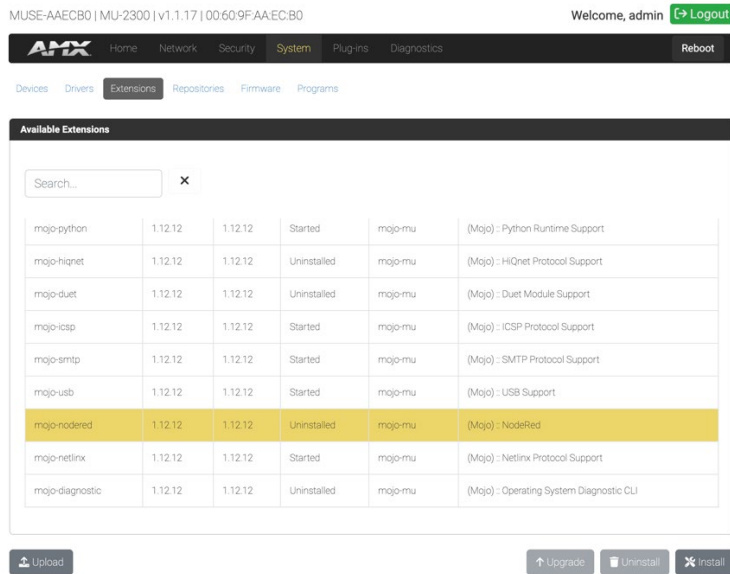 MUSE-AAECB0 | MU-2300 | v1.1.17 | 00:60:9F:AA:EC:B0 Welcome, admin Logout
AMX Home Network Security System Plug-ins Diagnostics Reboot
Devices Drivers Extensions Repositories Firmware Programs
Available Extensions
Search...
mojo-python 1.12.12 1.12.12 Started mojo-mu (Mojo) :: Python Runtime Support
mojo-hiqnet 1.12.12 1.12.12 Uninstalled mojo-mu (Mojo) :: HiQnet Protocol Support
mojo-duet 1.12.12 1.12.12 Uninstalled mojo-mu (Mojo) :: Duet Module Support
mojo-icsp 1.12.12 1.12.12 Started mojo-mu (Mojo) :: ICSP Protocol Support
mojo-smtp 1.12.12 1.12.12 Started mojo-mu (Mojo) :: SMTP Protocol Support
mojo-usb 1.12.12 1.12.12 Started mojo-mu (Mojo) :: USB Support
mojo-nodered 1.12.12 1.12.12 Uninstalled mojo-mu (Mojo) :: NodeRed
mojo-netlinx 1.12.12 1.12.12 Started mojo-mu (Mojo) :: Netlinx Protocol Support
mojo-diagnostic 1.12.12 1.12.12 Uninstalled mojo-mu (Mojo) :: Operating System Diagnostic CLI
Upload Upgrade Uninstall Install